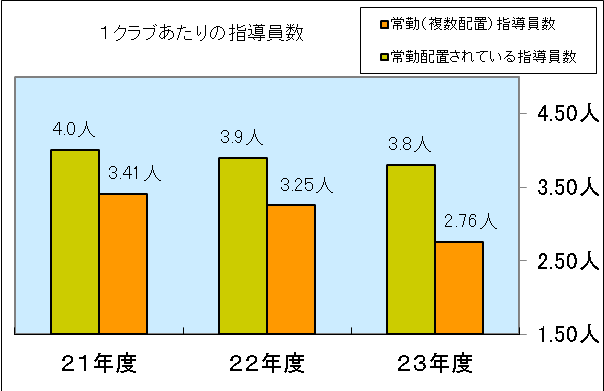 １クラブあたりの指導員数
常勤（複数配置）指導員数
常勤配置されている指導員数
4.0人
3.41人
3.9人
3.25人
3.8人
2.76人
4.50人
3.50人
2.50人
1.50人
２１年度
２２年度
２３年度